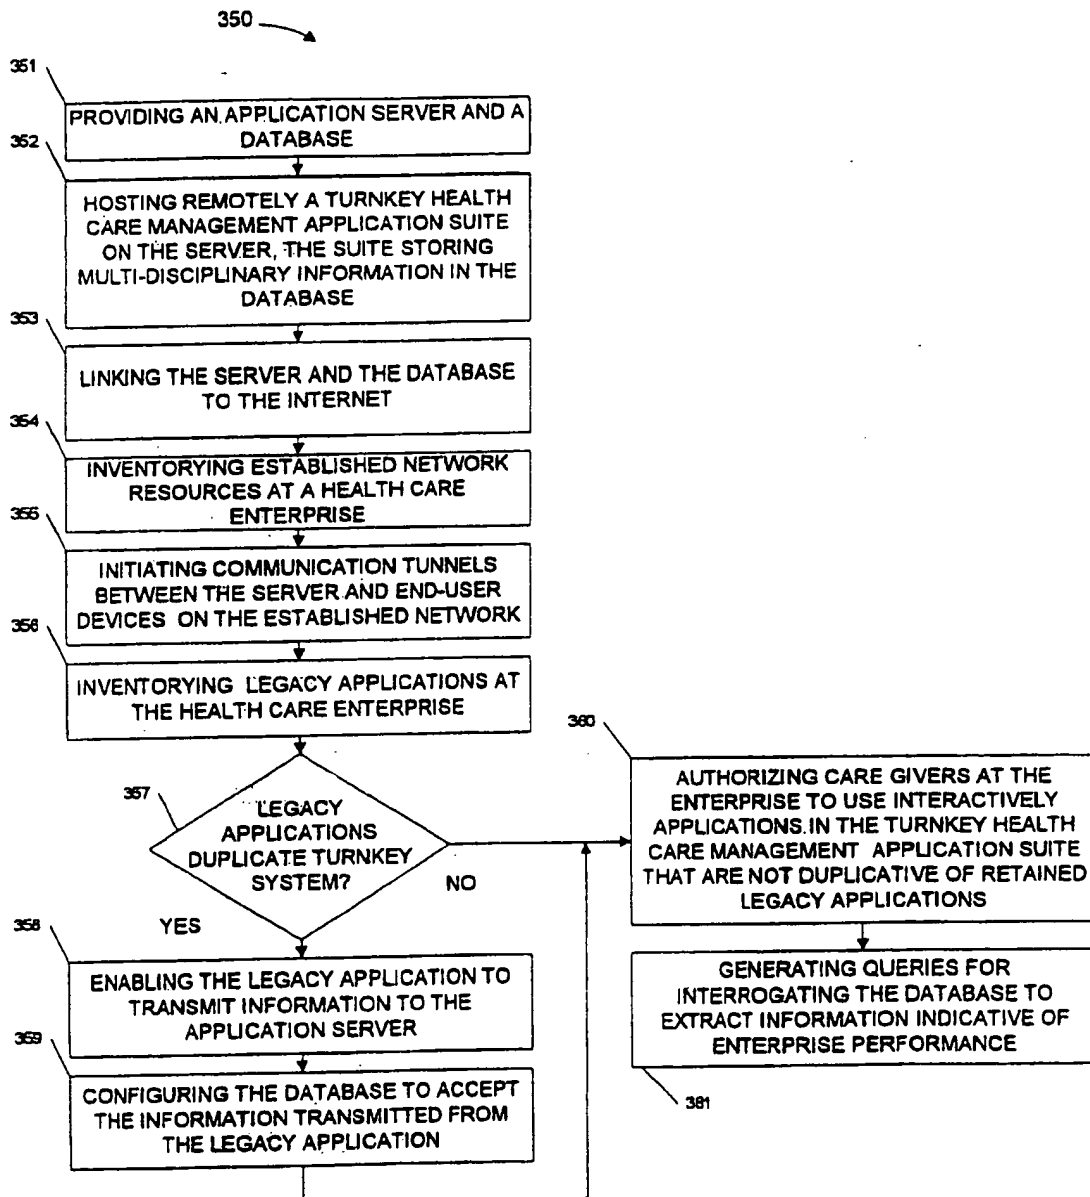 350
351
PROVIDING AN APPLICATION SERVER AND A
DATABASE
352
HOSTING REMOTELY A TURNKEY HEALTH
CARE MANAGEMENT APPLICATION SUITE
ON THE SERVER, THE SUITE STORING
MULTI-DISCIPLINARY INFORMATION IN THE
DATABASE
353
LINKING THE SERVER AND THE DATABASE
TO THE INTERNET
354
INVENTORYING ESTABLISHED NETWORK
RESOURCES AT A HEALTH CARE
ENTERPRISE
355
INITIATING COMMUNICATION TUNNELS
BETWEEN THE SERVER AND END-USER
DEVICES ON THE ESTABLISHED NETWORK
356
INVENTORYING LEGACY APPLICATIONS AT
THE HEALTH CARE ENTERPRISE
357
LEGACY
APPLICATIONS
DUPLICATE TURNKEY
SYSTEM?
NO
YES
358
ENABLING THE LEGACY APPLICATION TO
TRANSMIT INFORMATION TO THE
APPLICATION SERVER
359
CONFIGURING THE DATABASE TO ACCEPT
THE INFORMATION TRANSMITTED FROM
THE LEGACY APPLICATION
360
AUTHORIZING CARE GIVERS AT THE
ENTERPRISE TO USE INTERACTIVELY
APPLICATIONS IN THE TURNKEY HEALTH
CARE MANAGEMENT APPLICATION SUITE
THAT ARE NOT DUPLICATIVE OF RETAINED
LEGACY APPLICATIONS
GENERATING QUERIES FOR
INTERROGATING THE DATABASE TO
EXTRACT INFORMATION INDICATIVE OF
ENTERPRISE PERFORMANCE
361